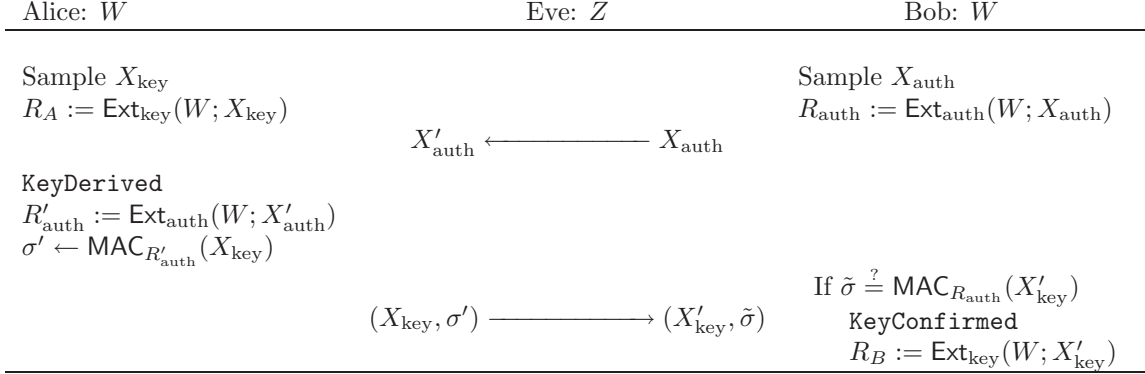 Alice: W Eve: Z Bob: W
Sample X_key Sample X_auth
R_A := Ext_key(W; X_key) R_auth := Ext_auth(W; X_auth)
X′_auth ←—— X_auth
KeyDerived
R′_auth := Ext_auth(W; X′_auth)
σ′ ← MAC_{R′_auth}(X_key)
If σ̃ ≟ MAC_{R_auth}(X′_key)
(X_key, σ′) ——→ (X′_key, σ̃) KeyConfirmed
R_B := Ext_key(W; X′_key)